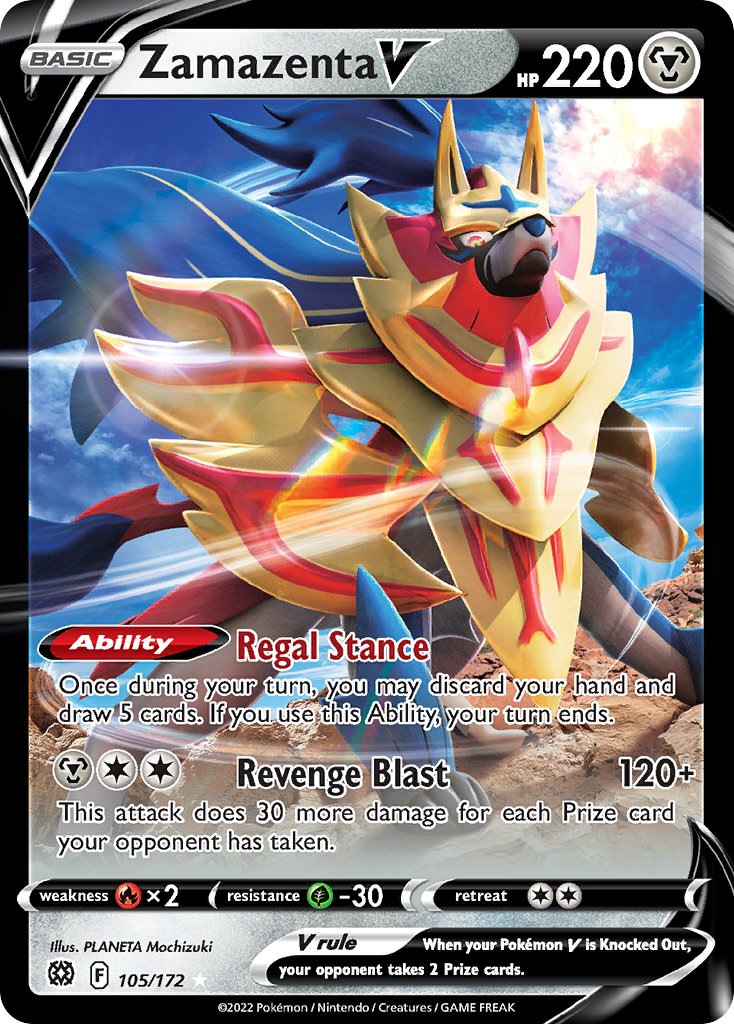 BASIC Zamazenta V HP 220
Ability Regal Stance
Once during your turn, you may discard your hand and
draw 5 cards. If you use this Ability, your turn ends.
Revenge Blast 120+
This attack does 30 more damage for each Prize card
your opponent has taken.
weakness ×2 resistance -30 retreat
Illus. PLANETA Mochizuki
V rule When your Pokémon V is Knocked Out,
your opponent takes 2 Prize cards.
F 105/172
©2022 Pokémon / Nintendo / Creatures / GAME FREAK